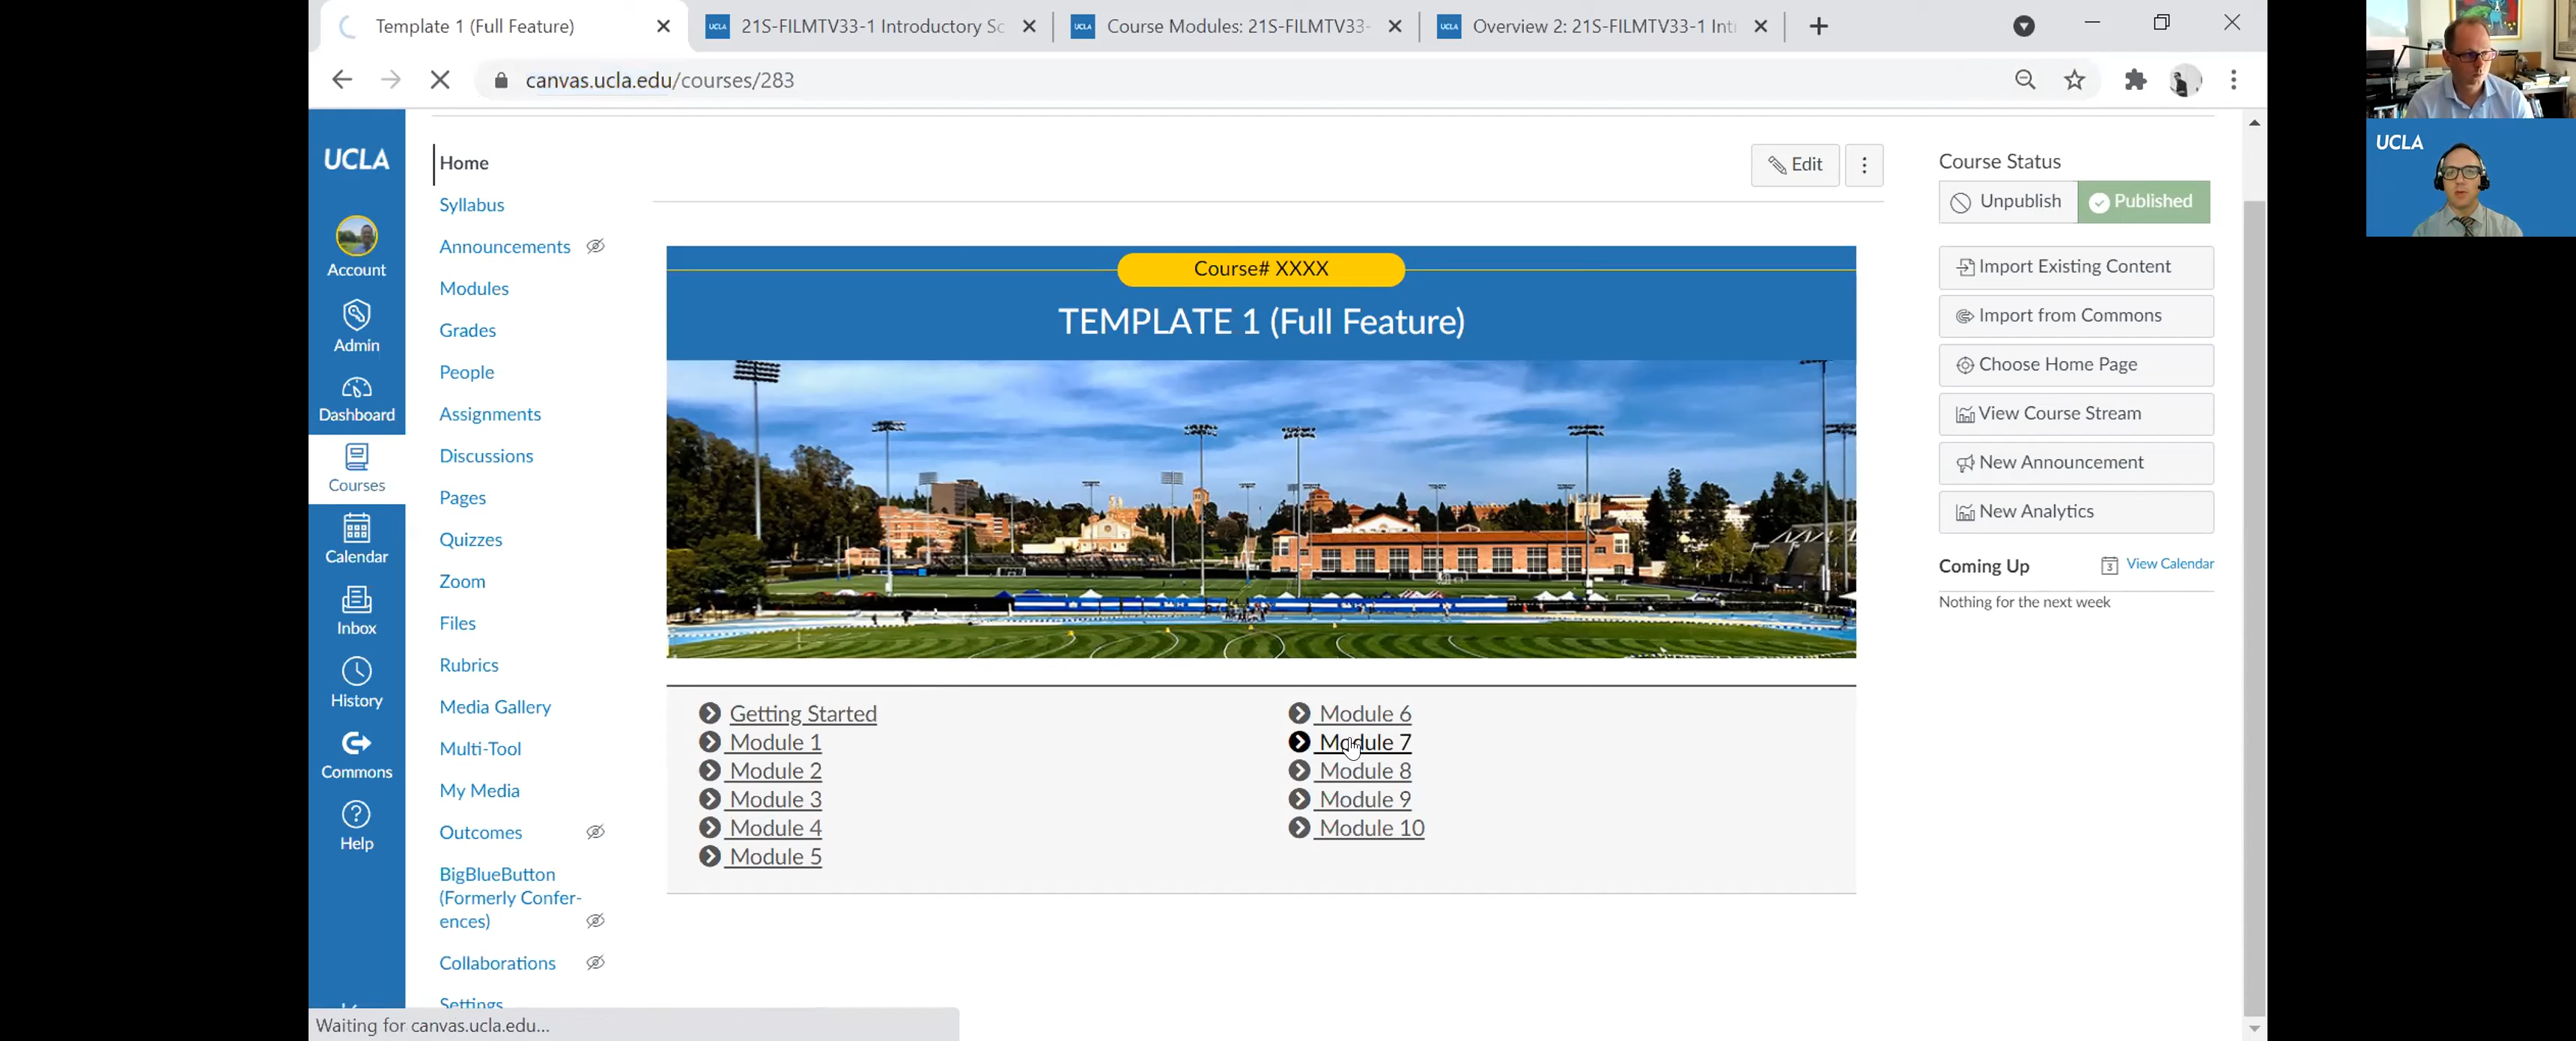 Template 1 (Full Feature)
21S-FILMTV33-1 Introductory Sc
Course Modules: 21S-FILMTV33-
Overview 2: 21S-FILMTV33-1 Int
canvas.ucla.edu/courses/283
UCLA
Account
Admin
Dashboard
Courses
Calendar
Inbox
History
Commons
Help
Home
Syllabus
Announcements
Modules
Grades
People
Assignments
Discussions
Pages
Quizzes
Zoom
Files
Rubrics
Media Gallery
Multi-Tool
My Media
Outcomes
BigBlueButton
(Formerly Confer-
ences)
Collaborations
Settings
Edit
Course# XXXX
TEMPLATE 1 (Full Feature)
Getting Started
Module 1
Module 2
Module 3
Module 4
Module 5
Module 6
Module 7
Module 8
Module 9
Module 10
Course Status
Unpublish
Published
Import Existing Content
Import from Commons
Choose Home Page
View Course Stream
New Announcement
New Analytics
Coming Up
3
View Calendar
Nothing for the next week
Waiting for canvas.ucla.edu...
UCLA